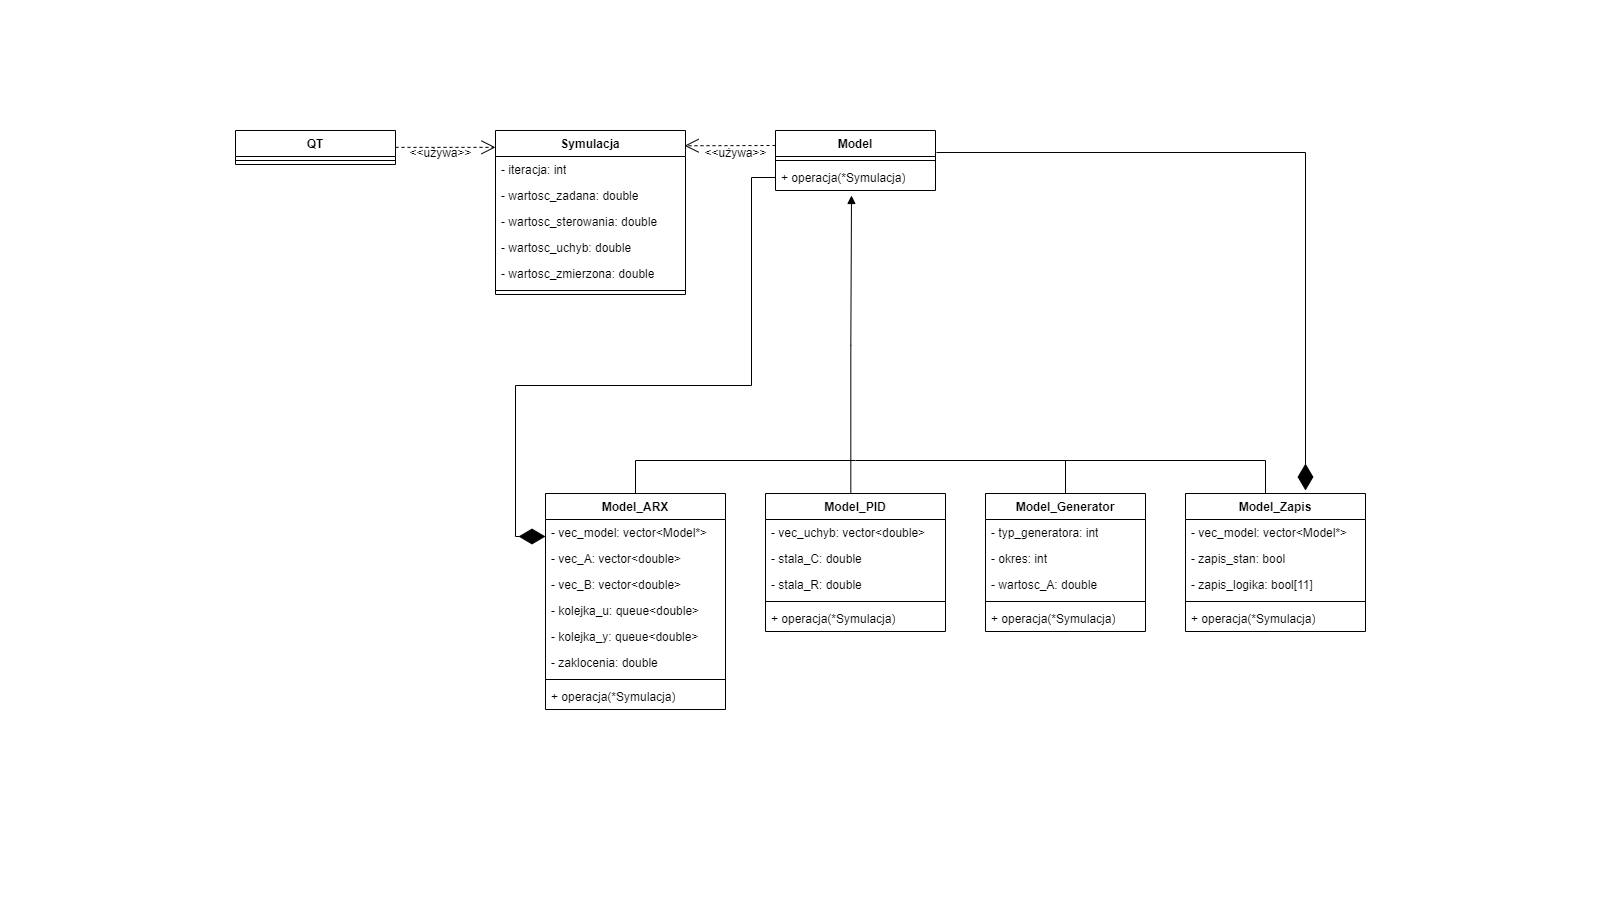 QT
<<używa>>
Symulacja
- iteracja: int
- wartosc_zadana: double
- wartosc_sterowania: double
- wartosc_uchyb: double
- wartosc_zmierzona: double
<<używa>>
Model
+ operacja(*Symulacja)
Model_ARX
- vec_model: vector<Model*>
- vec_A: vector<double>
- vec_B: vector<double>
- kolejka_u: queue<double>
- kolejka_y: queue<double>
- zaklocenia: double
+ operacja(*Symulacja)
Model_PID
- vec_uchyb: vector<double>
- stala_C: double
- stala_R: double
+ operacja(*Symulacja)
Model_Generator
- typ_generatora: int
- okres: int
- wartosc_A: double
+ operacja(*Symulacja)
Model_Zapis
- vec_model: vector<Model*>
- zapis_stan: bool
- zapis_logika: bool[11]
+ operacja(*Symulacja)